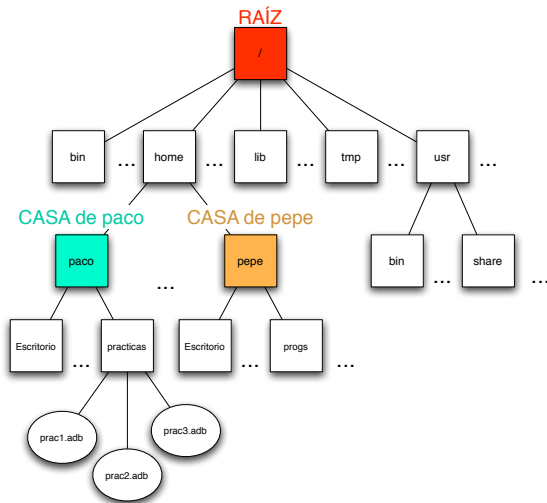 RAÍZ
/
bin ... home ... lib ... tmp ... usr ...
CASA de paco CASA de pepe
paco ... pepe bin ... share ...
Escritorio ... practicas Escritorio ... progs ...
prac1.adb prac3.adb
prac2.adb